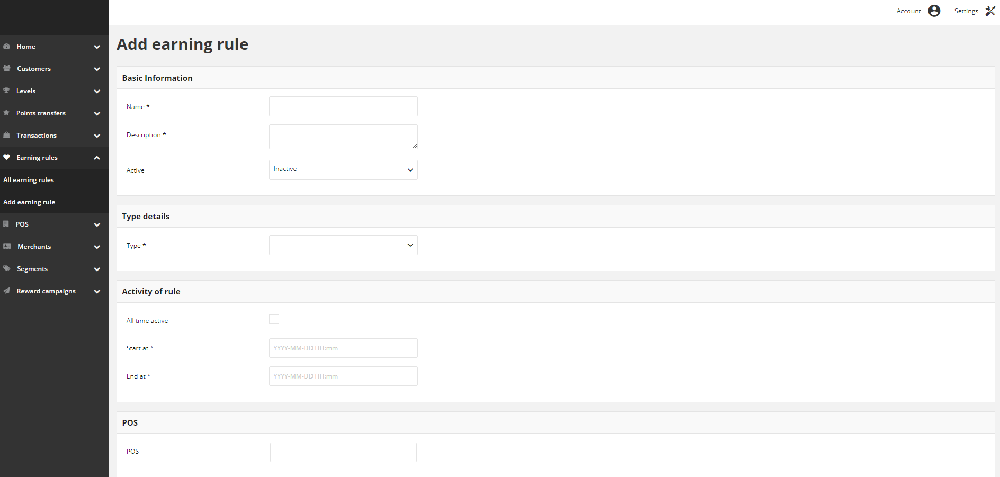 Account
Settings
Home
Customers
Levels
Points transfers
Transactions
Earning rules
All earning rules
Add earning rule
POS
Merchants
Segments
Reward campaigns
Add earning rule
Basic Information
Name *
Description *
Active
Inactive
Type details
Type *
Activity of rule
All time active
Start at *
YYYY-MM-DD HH:mm
End at *
YYYY-MM-DD HH:mm
POS
POS